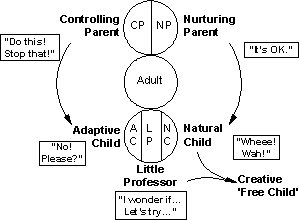 Controlling
Parent
CP
NP
Nurturing
Parent
"Do this!
Stop that!"
"It's OK."
Adult
Adaptive
Child
A
C
L
P
N
C
Natural
Child
"No!
Please?"
"Wheee!
Wah!"
Little
Professor
"I wonder if...
Let's try..."
Creative
'Free Child'